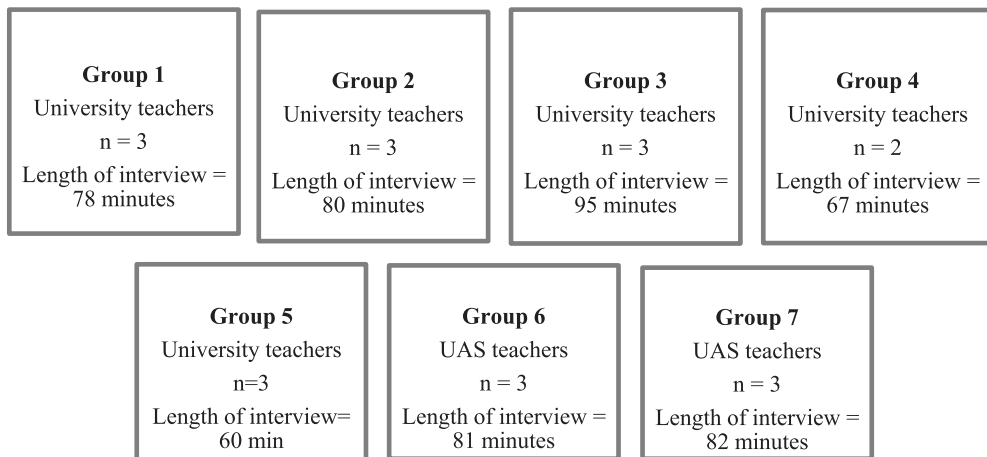 Group 1
University teachers
n = 3
Length of interview =
78 minutes
Group 2
University teachers
n = 3
Length of interview =
80 minutes
Group 3
University teachers
n = 3
Length of interview =
95 minutes
Group 4
University teachers
n = 2
Length of interview =
67 minutes
Group 5
University teachers
n=3
Length of interview=
60 min
Group 6
UAS teachers
n = 3
Length of interview =
81 minutes
Group 7
UAS teachers
n = 3
Length of interview =
82 minutes